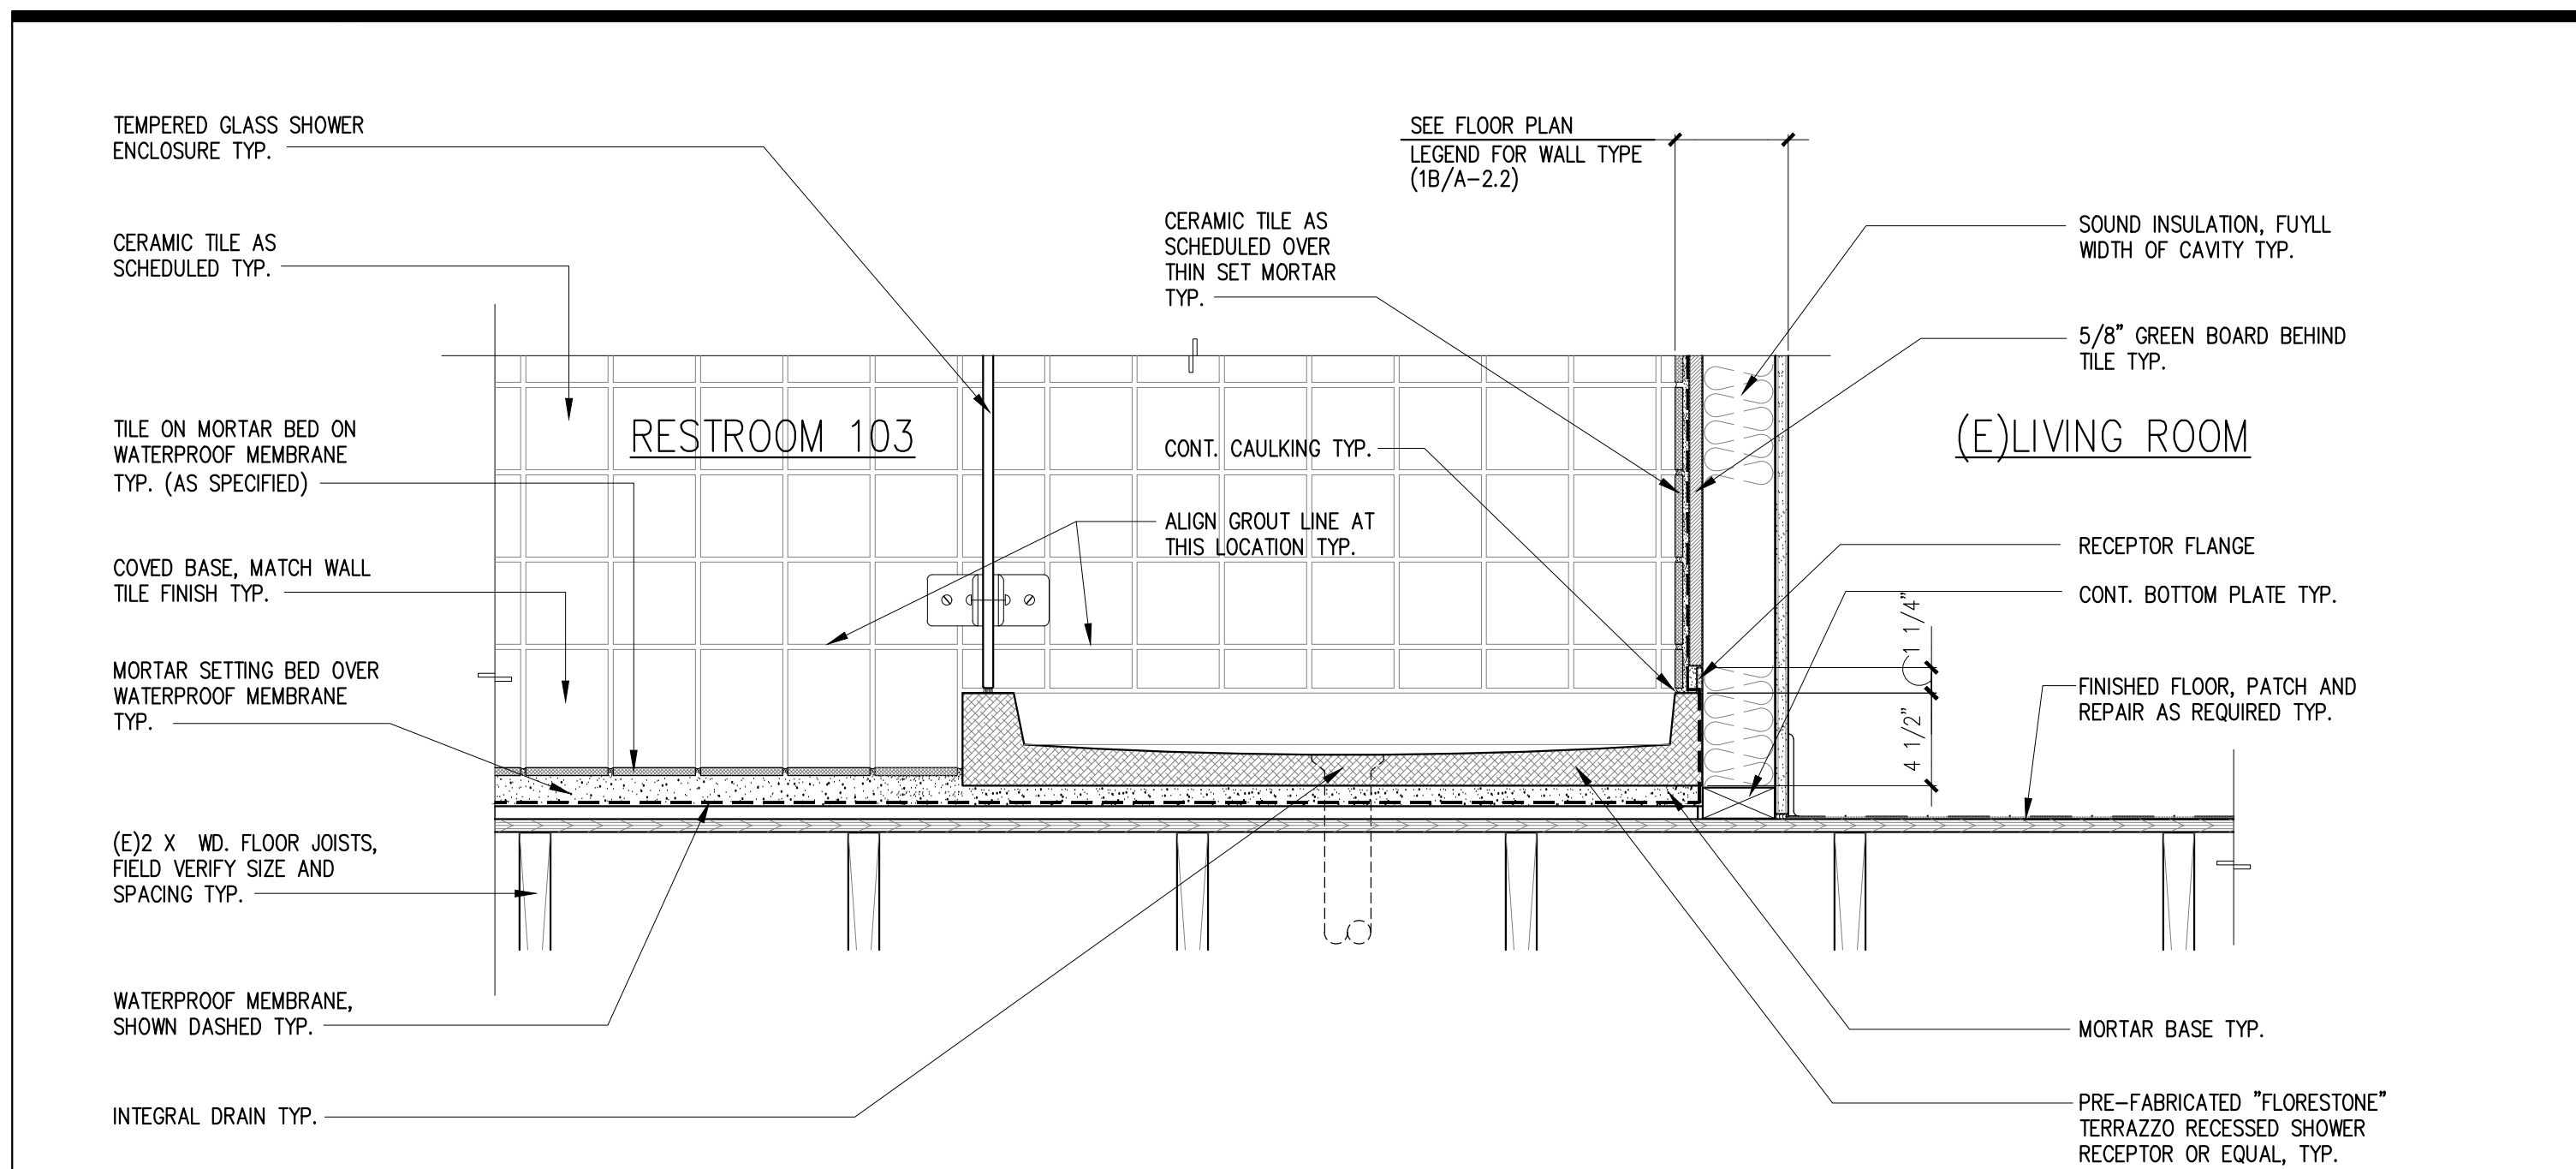 TEMPERED GLASS SHOWER
ENCLOSURE TYP.
CERAMIC TILE AS
SCHEDULED TYP.
TILE ON MORTAR BED ON
WATERPROOF MEMBRANE
TYP. (AS SPECIFIED)
COVED BASE, MATCH WALL
TILE FINISH TYP.
MORTAR SETTING BED OVER
WATERPROOF MEMBRANE
TYP.
(E)2 X WD. FLOOR JOISTS,
FIELD VERIFY SIZE AND
SPACING TYP.
WATERPROOF MEMBRANE,
SHOWN DASHED TYP.
INTEGRAL DRAIN TYP.
RESTROOM 103
SEE FLOOR PLAN
LEGEND FOR WALL TYPE
(1B/A-2.2)
CERAMIC TILE AS
SCHEDULED OVER
THIN SET MORTAR
TYP.
CONT. CAULKING TYP.
ALIGN GROUT LINE AT
THIS LOCATION TYP.
SOUND INSULATION, FUYLL
WIDTH OF CAVITY TYP.
5/8" GREEN BOARD BEHIND
TILE TYP.
(E)LIVING ROOM
RECEPTOR FLANGE
CONT. BOTTOM PLATE TYP.
1 1/4"
4 1/2"
FINISHED FLOOR, PATCH AND
REPAIR AS REQUIRED TYP.
MORTAR BASE TYP.
PRE-FABRICATED "FLORESTONE"
TERRAZZO RECESSED SHOWER
RECEPTOR OR EQUAL, TYP.